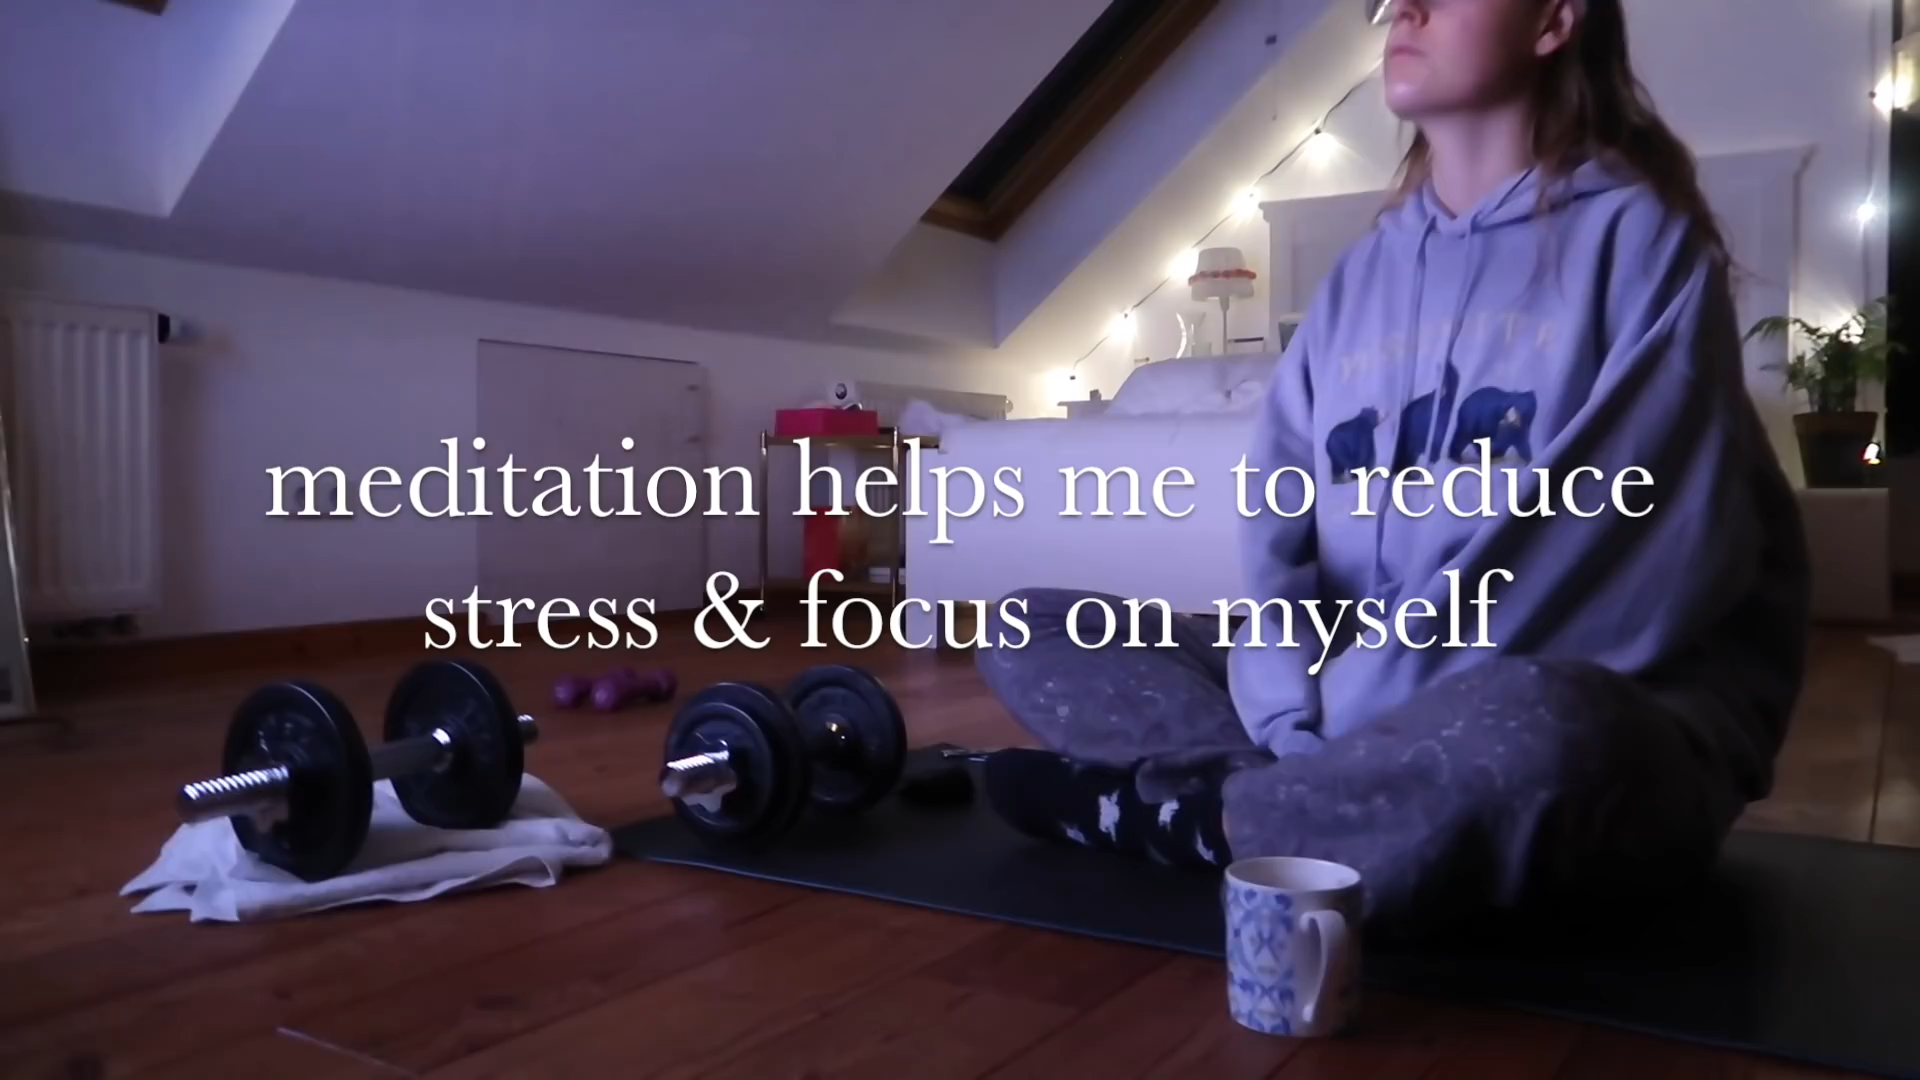 meditation helps me to reduce
stress & focus on myself